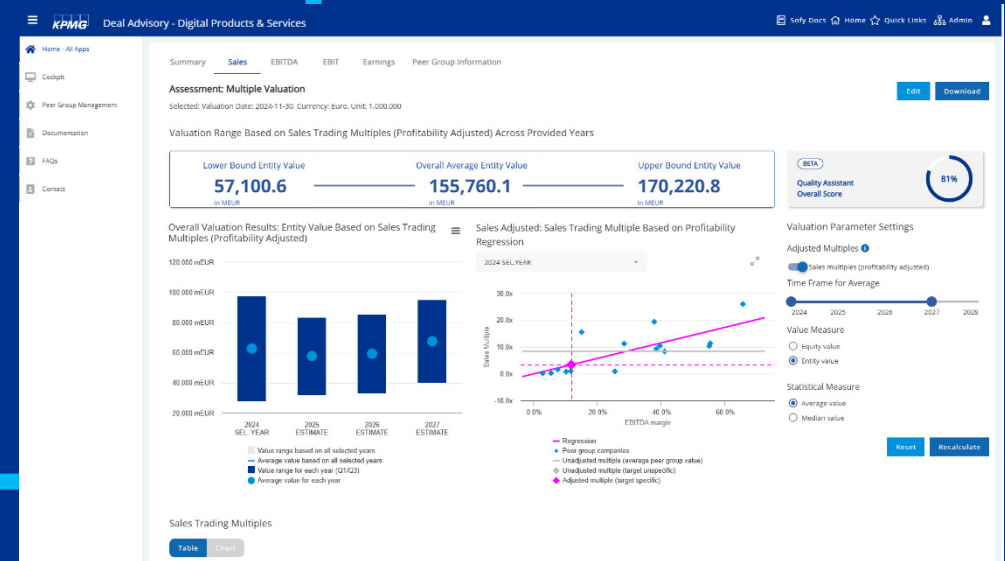 KPMG Deal Advisory - Digital Products & Services
Sofy Docs Home Quick Links Admin
Home - All Apps
Cockpit
Peer Group Management
Documentation
FAQs
Contact
Summary Sales EBITDA EBIT Earnings Peer Group Information
Assessment: Multiple Valuation
Selected: Valuation Date: 2024-11-30. Currency: Euro. Unit: 1,000.000
Edit Download
Valuation Range Based on Sales Trading Multiples (Profitability Adjusted) Across Provided Years
Lower Bound Entity Value
57,100.6
in MEUR
Overall Average Entity Value
155,760.1
in MEUR
Upper Bound Entity Value
170,220.8
in MEUR
BETA
Quality Assistant
Overall Score
81%
Overall Valuation Results: Entity Value Based on Sales Trading
Multiples (Profitability Adjusted)
120.000 mEUR
100.000 mEUR
80.000 mEUR
60.000 mEUR
40.000 mEUR
20.000 mEUR
2024 2025 2026 2027
SEL. YEAR ESTIMATE ESTIMATE ESTIMATE
Value range based on all selected years
Average value based on all selected years
Value range for each year (Q1/Q3)
Average value for each year
Sales Adjusted: Sales Trading Multiple Based on Profitability
Regression
2024 SEL.YEAR
Sales Multiple
30.0x
20.0x
10.0x
0.0x
-10.0x
0.0% 20.0% 40.0% 60.0%
EBITDA margin
Regression
Peer group companies
Unadjusted multiple (average peer group value)
Unadjusted multiple (target unspecific)
Adjusted multiple (target specific)
Valuation Parameter Settings
Adjusted Multiples
Sales multiples (profitability adjusted)
Time Frame for Average
2024 2025 2026 2027 2028
Value Measure
Equity value
Entity value
Statistical Measure
Average value
Median value
Reset Recalculate
Sales Trading Multiples
Table Chart